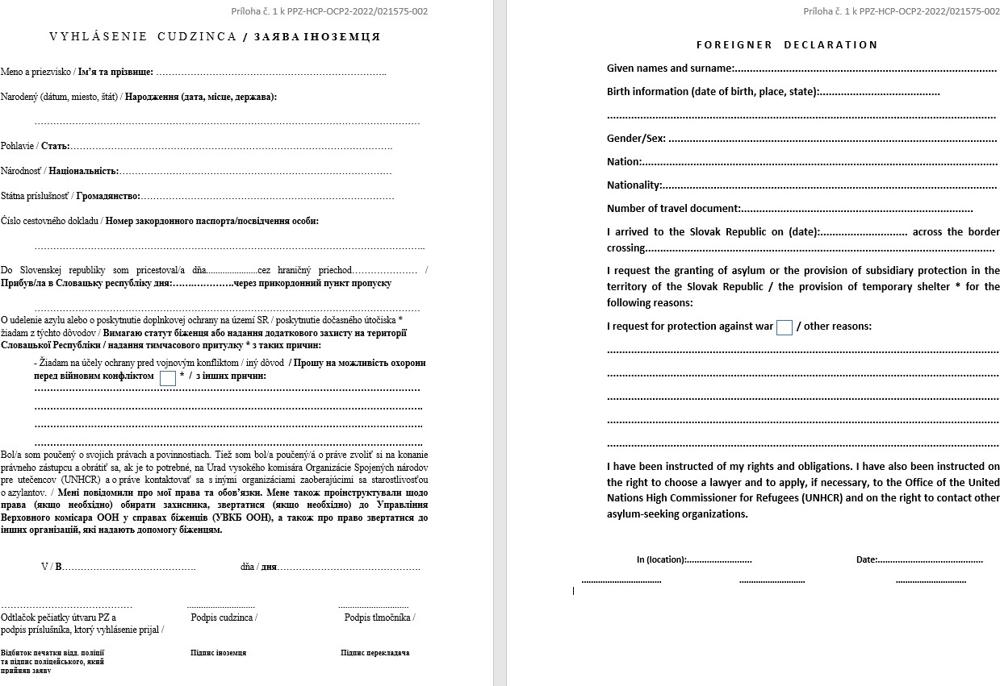 Príloha č. 1 k PPZ-HCP-OCP2-2022/021575-002
VYHLÁSENIE CUDZINCA / ЗАЯВА ІНОЗЕМЦЯ
Meno a priezvisko / Ім’я та прізвище: ……………………………………………………………..
Narodený (dátum, miesto, štát) / Народження (дата, місце, держава):
…………………………………………………………………………………………………………
Pohlavie / Стать:……………………………………………………………………………………….
Národnosť / Національність:…………………………………………………………………………
Štátna príslušnosť / Громадянство:……………………………………………………………………
Číslo cestovného dokladu / Номер закордонного паспорта/посвідчення особи:
…………………………………………………………………………………………………………..
Do Slovenskej republiky som pricestoval/a dňa......................cez hraničný priechod………………… /
Прибув/ла в Словацьку республіку дня:…………………через прикордонний пункт пропуску
…………………………………………………………………………………………………………
O udelenie azylu alebo o poskytnutie doplnkovej ochrany na území SR / poskytnutie dočasného útočiska *
žiadam z týchto dôvodov / Вимагаю статут біженця або надання додаткового захисту на території
Словацької Республіки / надання тимчасового притулку * з таких причин:
- Žiadam na účely ochrany pred vojnovým konfliktom / iný dôvod / Прошу на можливість охорони
перед війновим конфліктом * / з інших причин:
…………………………………………………………………………………………………………
………………………………………………………………………………………………………….
………………………………………………………………………………………………………….
………………………………………………………………………………………………………….
Bol/a som poučený o svojich právach a povinnostiach. Tiež som bol/a poučený/á o práve zvoliť si na konanie
právneho zástupcu a obrátiť sa, ak je to potrebné, na Úrad vysokého komisára Organizácie Spojených národov
pre utečencov (UNHCR) a o práve kontaktovať sa s inými organizáciami zaoberajúcimi sa starostlivosťou
o azylantov. / Мені повідомили про мої права та обов’язки. Мене також проінструктували щодо
права (якщо необхідно) обирати захисника, звертатися (якщо необхідно) до Управління
Верховного комісара ООН у справах біженців (УВКБ ООН), а також про право звертатися до
інших організацій, які надають допомогу біженцям.
V / В………………………………….. dňa / дня……………………………………..
………………………………… ............................. ..............................
Odtlačok pečiatky útvaru PZ a Podpis cudzinca / Podpis tlmočníka /
podpis príslušníka, ktorý vyhlásenie prijal /
Відбиток печатки відд. поліції Підпис іноземця Підпис перекладача
та підпис поліцейського, який
прийняв заяву
Príloha č. 1 k PPZ-HCP-OCP2-2022/021575-002
FOREIGNER DECLARATION
Given names and surname:..........................................................................................
Birth information (date of birth, place, state):.........................................
.....................................................................................................................................
Gender/Sex: ..................................................................................................................
Nation:............................................................................................................................
Nationality:....................................................................................................................
Number of travel document:...............................................................................
I arrived to the Slovak Republic on (date):.............................. across the border
crossing...........................................................................................................................
I request the granting of asylum or the provision of subsidiary protection in the
territory of the Slovak Republic / the provision of temporary shelter * for the
following reasons:
I request for protection against war / other reasons:
......................................................................................................................................
......................................................................................................................................
......................................................................................................................................
......................................................................................................................................
......................................................................................................................................
I have been instructed of my rights and obligations. I have also been instructed on
the right to choose a lawyer and to apply, if necessary, to the Office of the United
Nations High Commissioner for Refugees (UNHCR) and on the right to contact other
asylum-seeking organizations.
In (location):.......................... Date:..........................................
................................ .......................... ............................